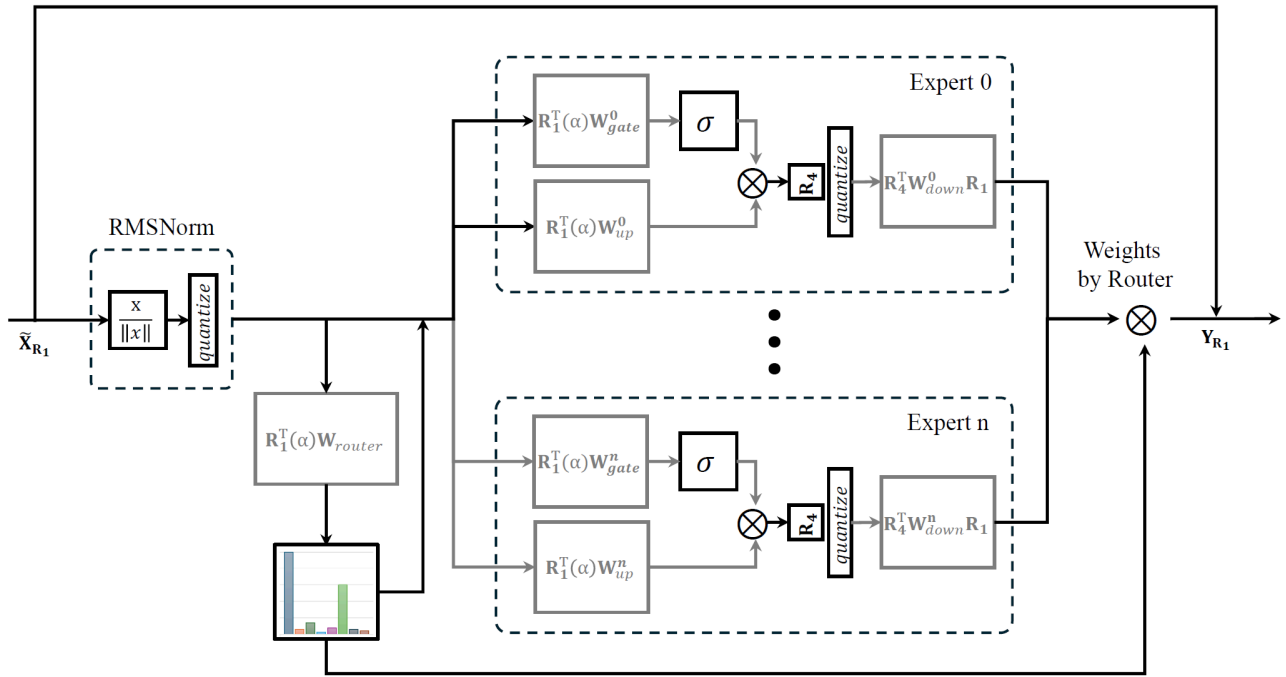 Expert 0
R₁ᵀ(α)W⁰gate
σ
R₄
quantize
R₄ᵀW⁰downR₁
R₁ᵀ(α)W⁰up
RMSNorm
x
‖x‖
quantize
X̃R₁
Weights
by Router
YR₁
R₁ᵀ(α)Wrouter
Expert n
R₁ᵀ(α)Wⁿgate
σ
R₄
quantize
R₄ᵀWⁿdownR₁
R₁ᵀ(α)Wⁿup